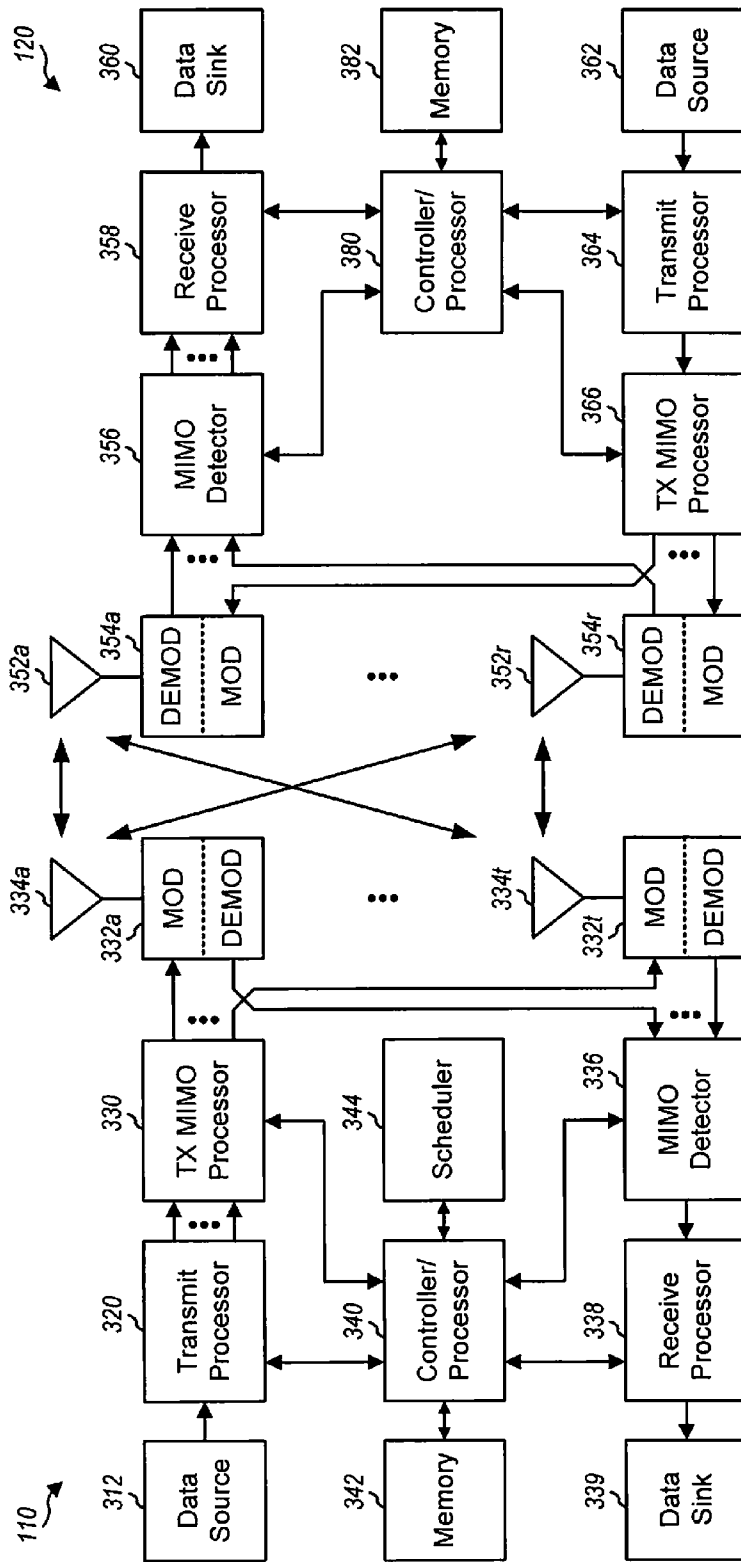 110
312
Data
Source
320
Transmit
Processor
330
TX MIMO
Processor
332a
MOD
DEMOD
334a
342
Memory
340
Controller/
Processor
344
Scheduler
339
Data
Sink
338
Receive
Processor
336
MIMO
Detector
332t
MOD
DEMOD
334t
120
352a
354a
DEMOD
MOD
356
MIMO
Detector
358
Receive
Processor
360
Data
Sink
380
Controller/
Processor
382
Memory
352r
354r
DEMOD
MOD
366
TX MIMO
Processor
364
Transmit
Processor
362
Data
Source